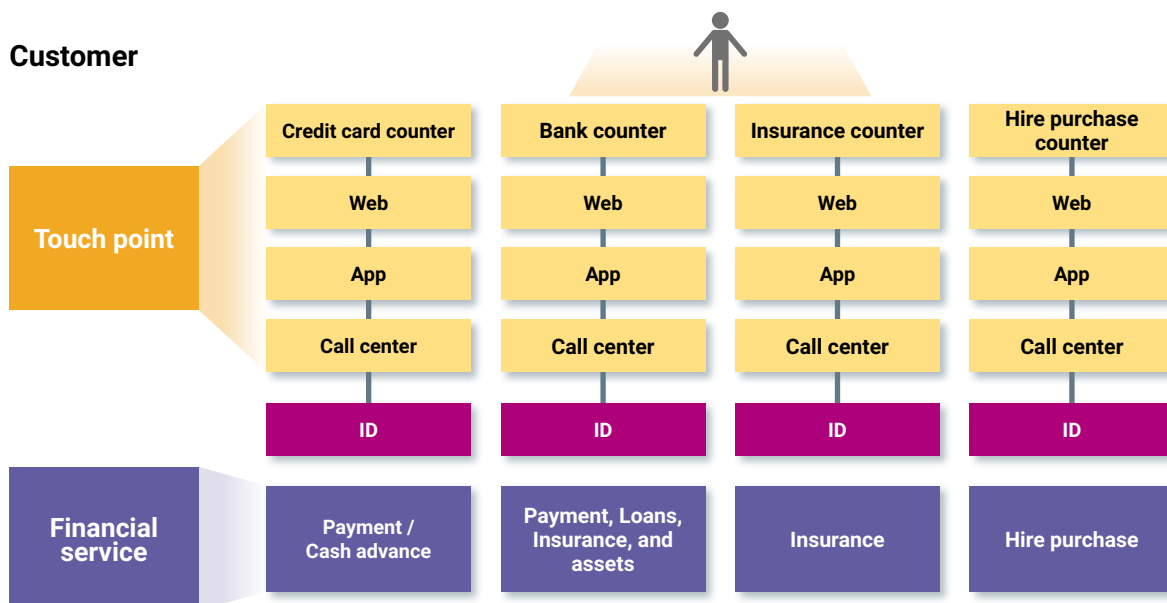 Customer
Credit card counter
Bank counter
Insurance counter
Hire purchase
counter
Touch point
Web
Web
Web
Web
App
App
App
App
Call center
Call center
Call center
Call center
ID
ID
ID
ID
Financial
service
Payment /
Cash advance
Payment, Loans,
Insurance, and
assets
Insurance
Hire purchase